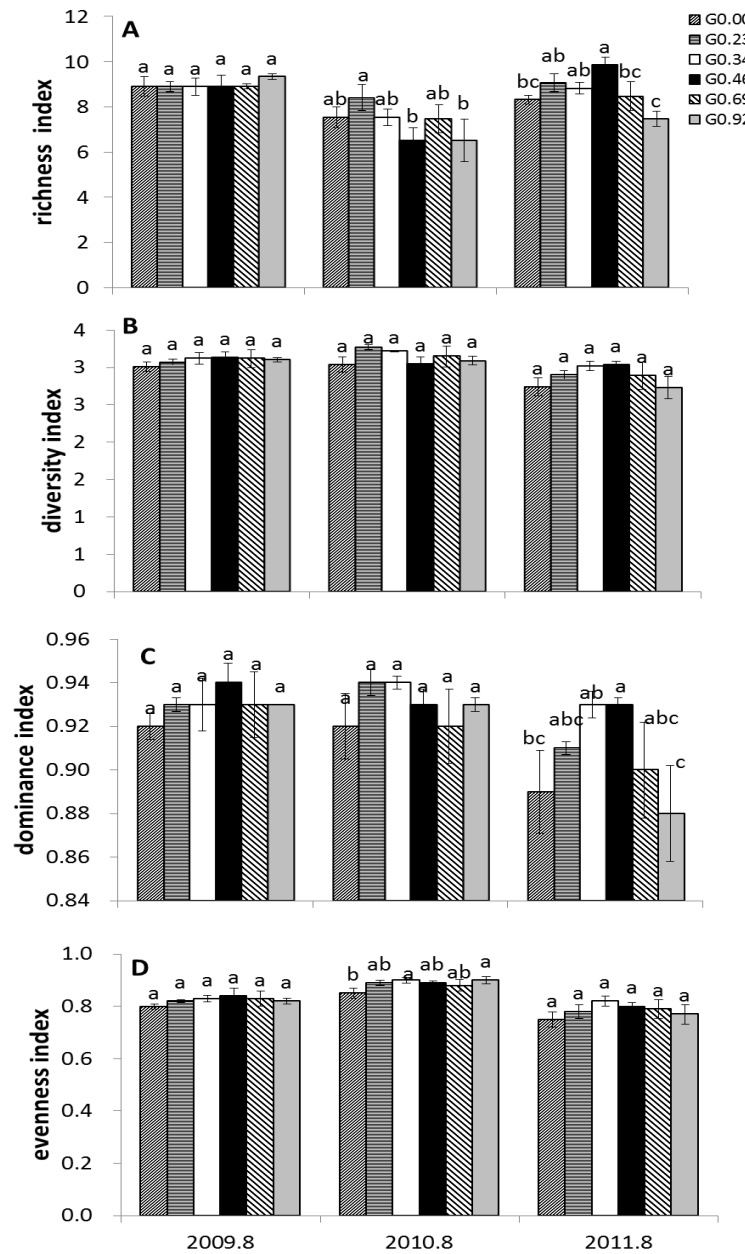 A
G0.00
G0.23
G0.34
G0.46
G0.69
G0.92
richness index
12
10
8
6
4
2
0
a a a a a a
ab a ab b ab b
bc ab ab a bc c
B
diversity index
4
3
3
2
2
1
1
0
a a a a a a
a a a a a a
a a a a a a
C
dominance index
0.96
0.94
0.92
0.90
0.88
0.86
0.84
a a a a a a
a a a a a a
bc abc ab a abc c
D
evenness index
1.0
0.8
0.6
0.4
0.2
0.0
a a a a a a
b ab a ab ab a
a a a a a a
2009.8 2010.8 2011.8